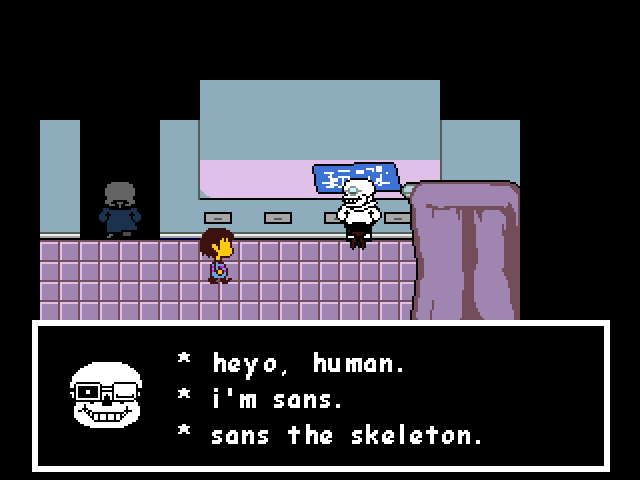 * heyo, human.
* i'm sans.
* sans the skeleton.